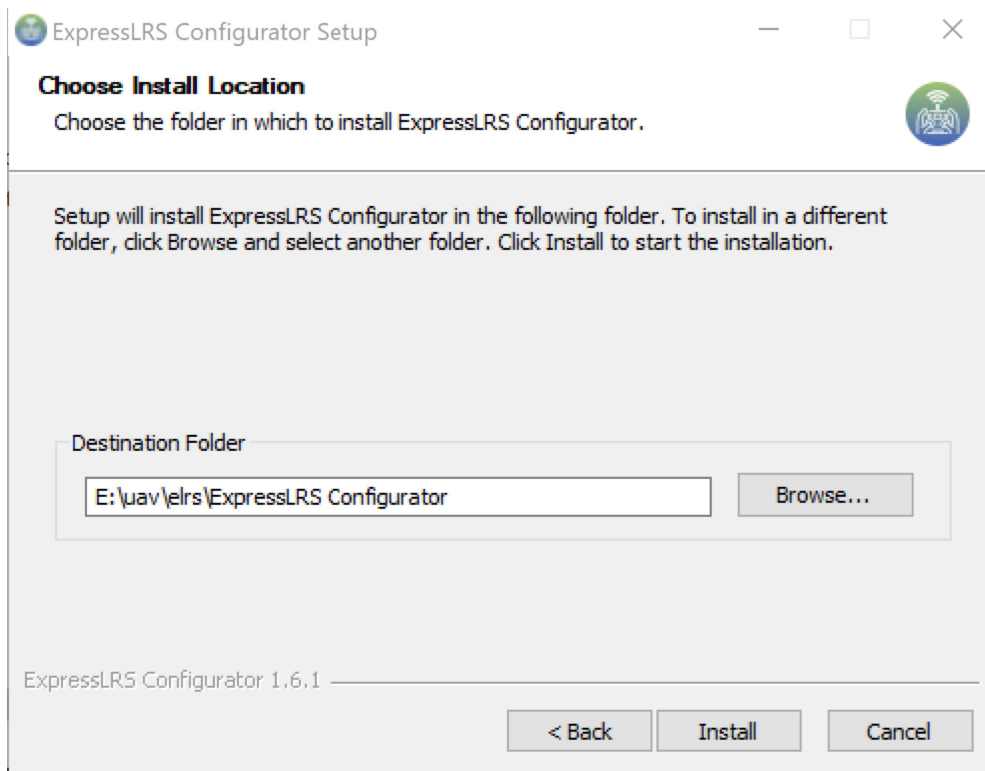 ExpressLRS Configurator Setup
Choose Install Location
Choose the folder in which to install ExpressLRS Configurator.
Setup will install ExpressLRS Configurator in the following folder. To install in a different
folder, click Browse and select another folder. Click Install to start the installation.
Destination Folder
E:\uav\elrs\ExpressLRS Configurator
Browse...
ExpressLRS Configurator 1.6.1
< Back
Install
Cancel